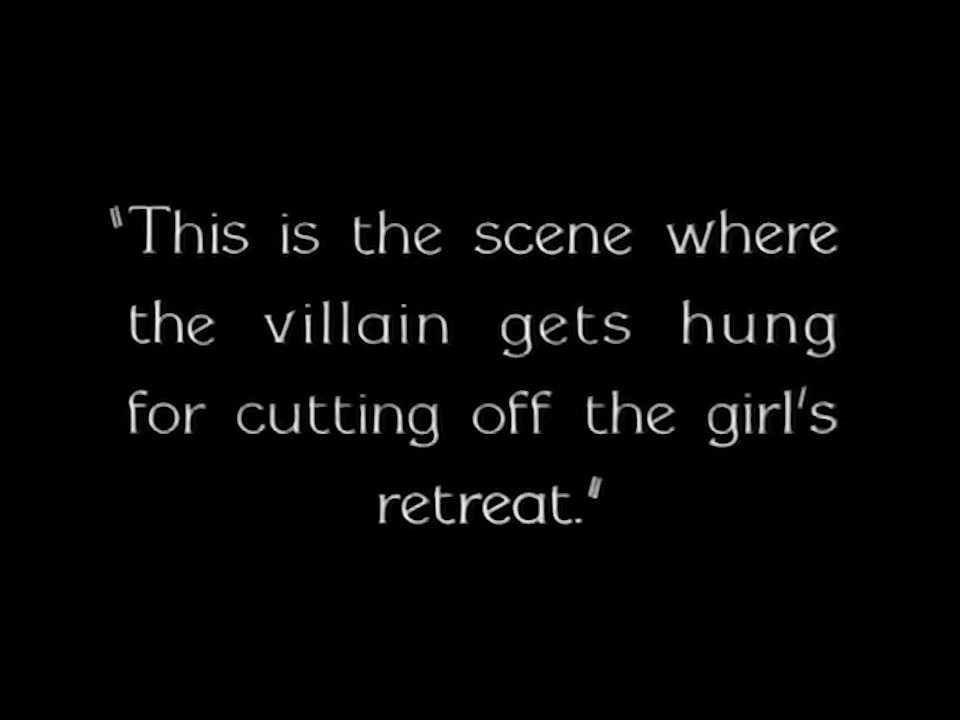 "This is the scene where
the villain gets hung
for cutting off the girl's
retreat."